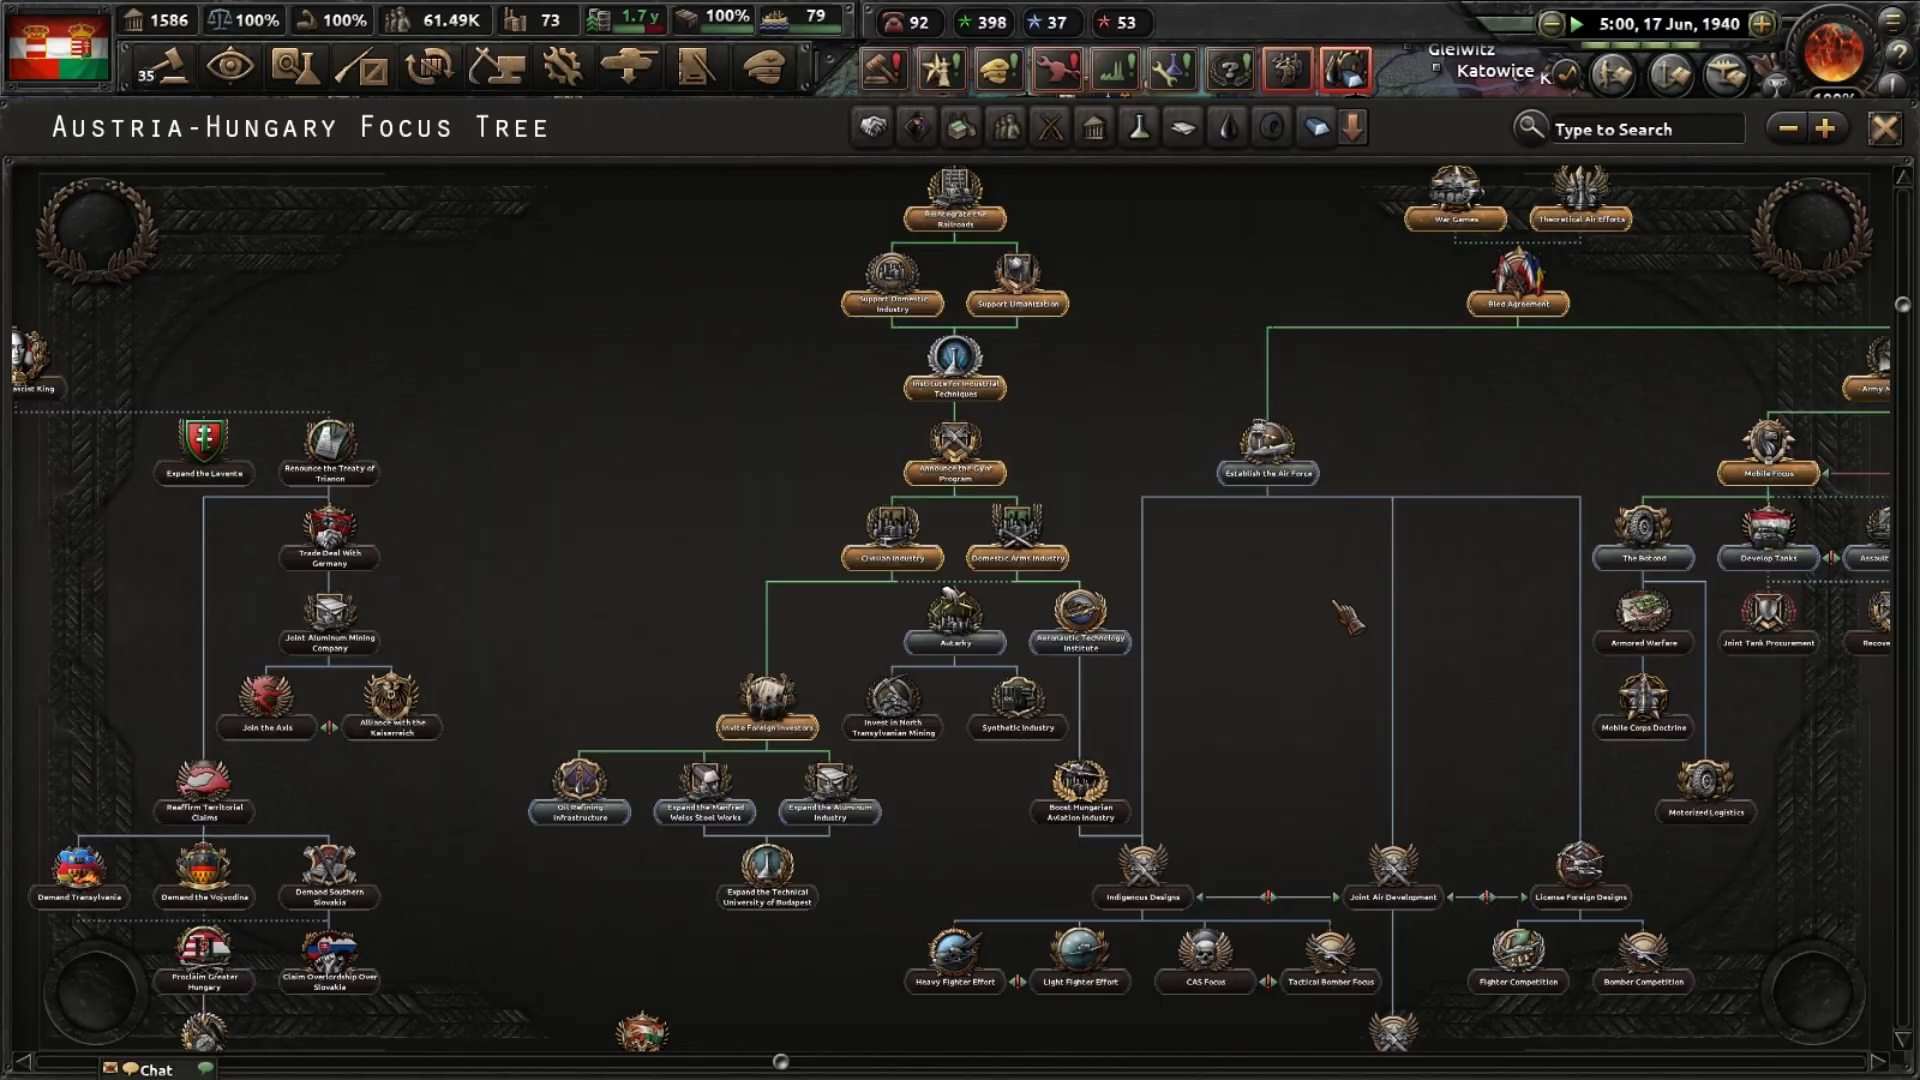 1586
100%
100%
61.49K
73
1.7 y
100%
79
92
398
37
53
5:00, 17 Jun, 1940
35
Gleiwitz
Katowice
K
100%
Austria-Hungary Focus Tree
Type to Search
Reintegrate the
Railroads
War Games
Theoretical Air Efforts
Support Domestic
Industry
Support Urbanization
Bled Agreement
Institute for Industrial
Techniques
ascist King
Army
Expand the Levente
Renounce the Treaty of
Trianon
Announce the Gyor
Program
Establish the Air Force
Mobile Focus
Trade Deal With
Germany
Civilian Industry
Domestic Arms Industry
The Botond
Develop Tanks
Assault
Joint Aluminum Mining
Company
Autarky
Aeronautic Technology
Institute
Armored Warfare
Joint Tank Procurement
Recove
Join the Axis
Alliance with the
Kaiserreich
Invite Foreign Investors
Invest in North
Transylvanian Mining
Synthetic Industry
Mobile Corps Doctrine
Reaffirm Territorial
Claims
Oil Refining
Infrastructure
Expand the Manfred
Weiss Steel Works
Expand the Aluminum
Industry
Boost Hungarian
Aviation Industry
Motorized Logistics
Demand Transylvania
Demand the Vojvodina
Demand Southern
Slovakia
Expand the Technical
University of Budapest
Indigenous Designs
Joint Air Development
License Foreign Designs
Proclaim Greater
Hungary
Claim Overlordship Over
Slovakia
Heavy Fighter Effort
Light Fighter Effort
CAS Focus
Tactical Bomber Focus
Fighter Competition
Bomber Competition
Chat